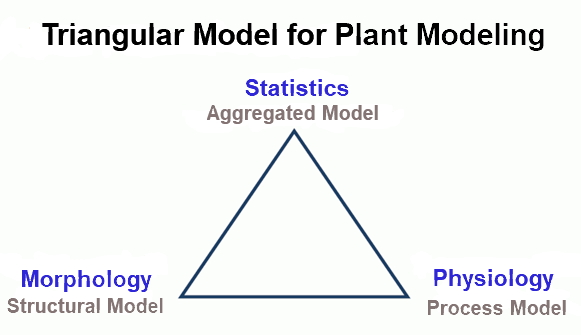 Triangular Model for Plant Modeling
Statistics
Aggregated Model
Morphology
Structural Model
Physiology
Process Model